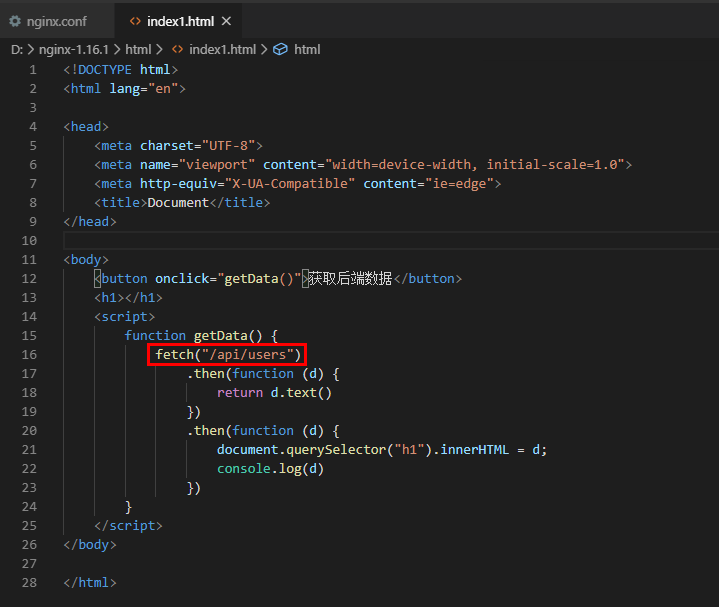 nginx.conf
index1.html
D: > nginx-1.16.1 > html > index1.html > html
1 <!DOCTYPE html>
2 <html lang="en">
3
4 <head>
5     <meta charset="UTF-8">
6     <meta name="viewport" content="width=device-width, initial-scale=1.0">
7     <meta http-equiv="X-UA-Compatible" content="ie=edge">
8     <title>Document</title>
9 </head>
10
11 <body>
12     <button onclick="getData()">获取后端数据</button>
13     <h1></h1>
14     <script>
15         function getData() {
16             fetch("/api/users")
17                 .then(function (d) {
18                     return d.text()
19                 })
20                 .then(function (d) {
21                     document.querySelector("h1").innerHTML = d;
22                     console.log(d)
23                 })
24         }
25     </script>
26 </body>
27
28 </html>